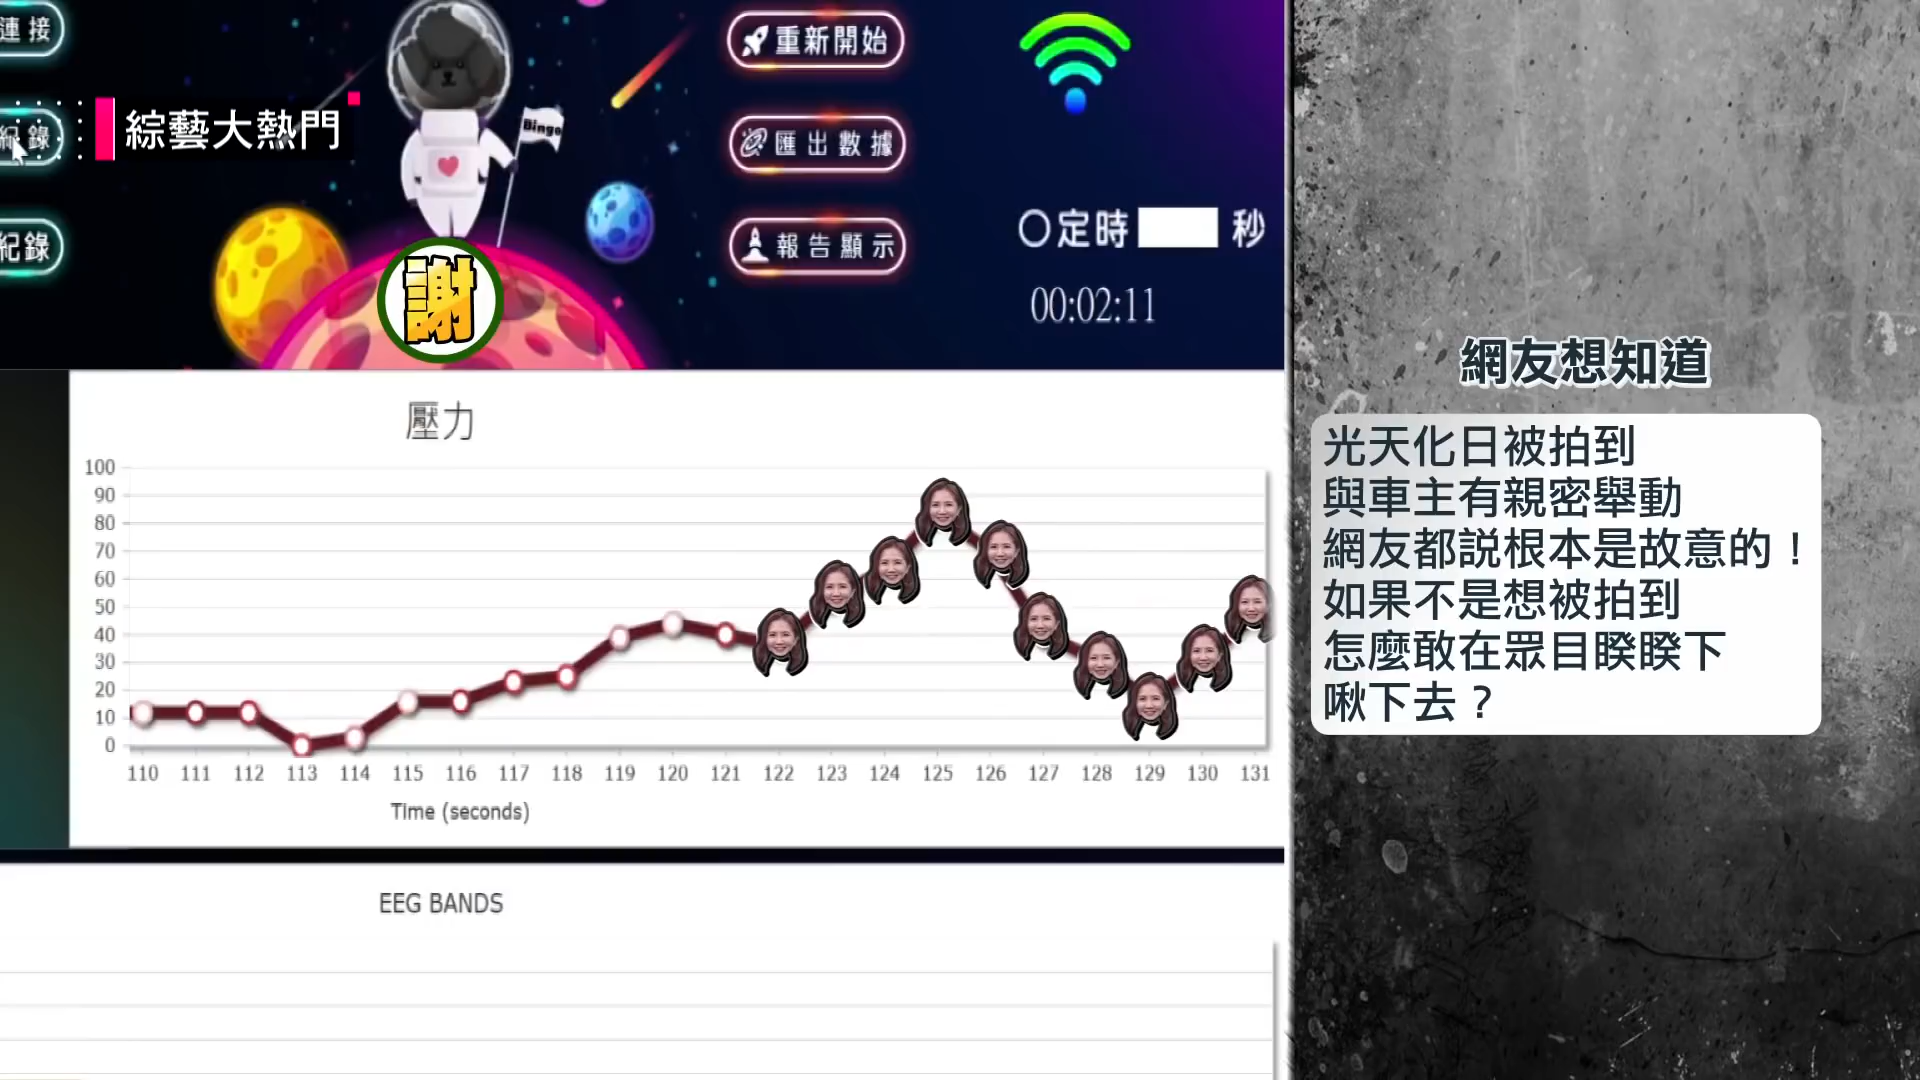 連接
重新開始
紀錄
綜藝大熱門
Bingo
匯出數據
紀錄
報告顯示
定時 秒
00:02:11
謝
壓力
100
90
80
70
60
50
40
30
20
10
0
110 111 112 113 114 115 116 117 118 119 120 121 122 123 124 125 126 127 128 129 130 131
Time (seconds)
EEG BANDS
網友想知道
光天化日被拍到
與車主有親密舉動
網友都說根本是故意的！
如果不是想被拍到
怎麼敢在眾目睽睽下
啾下去？